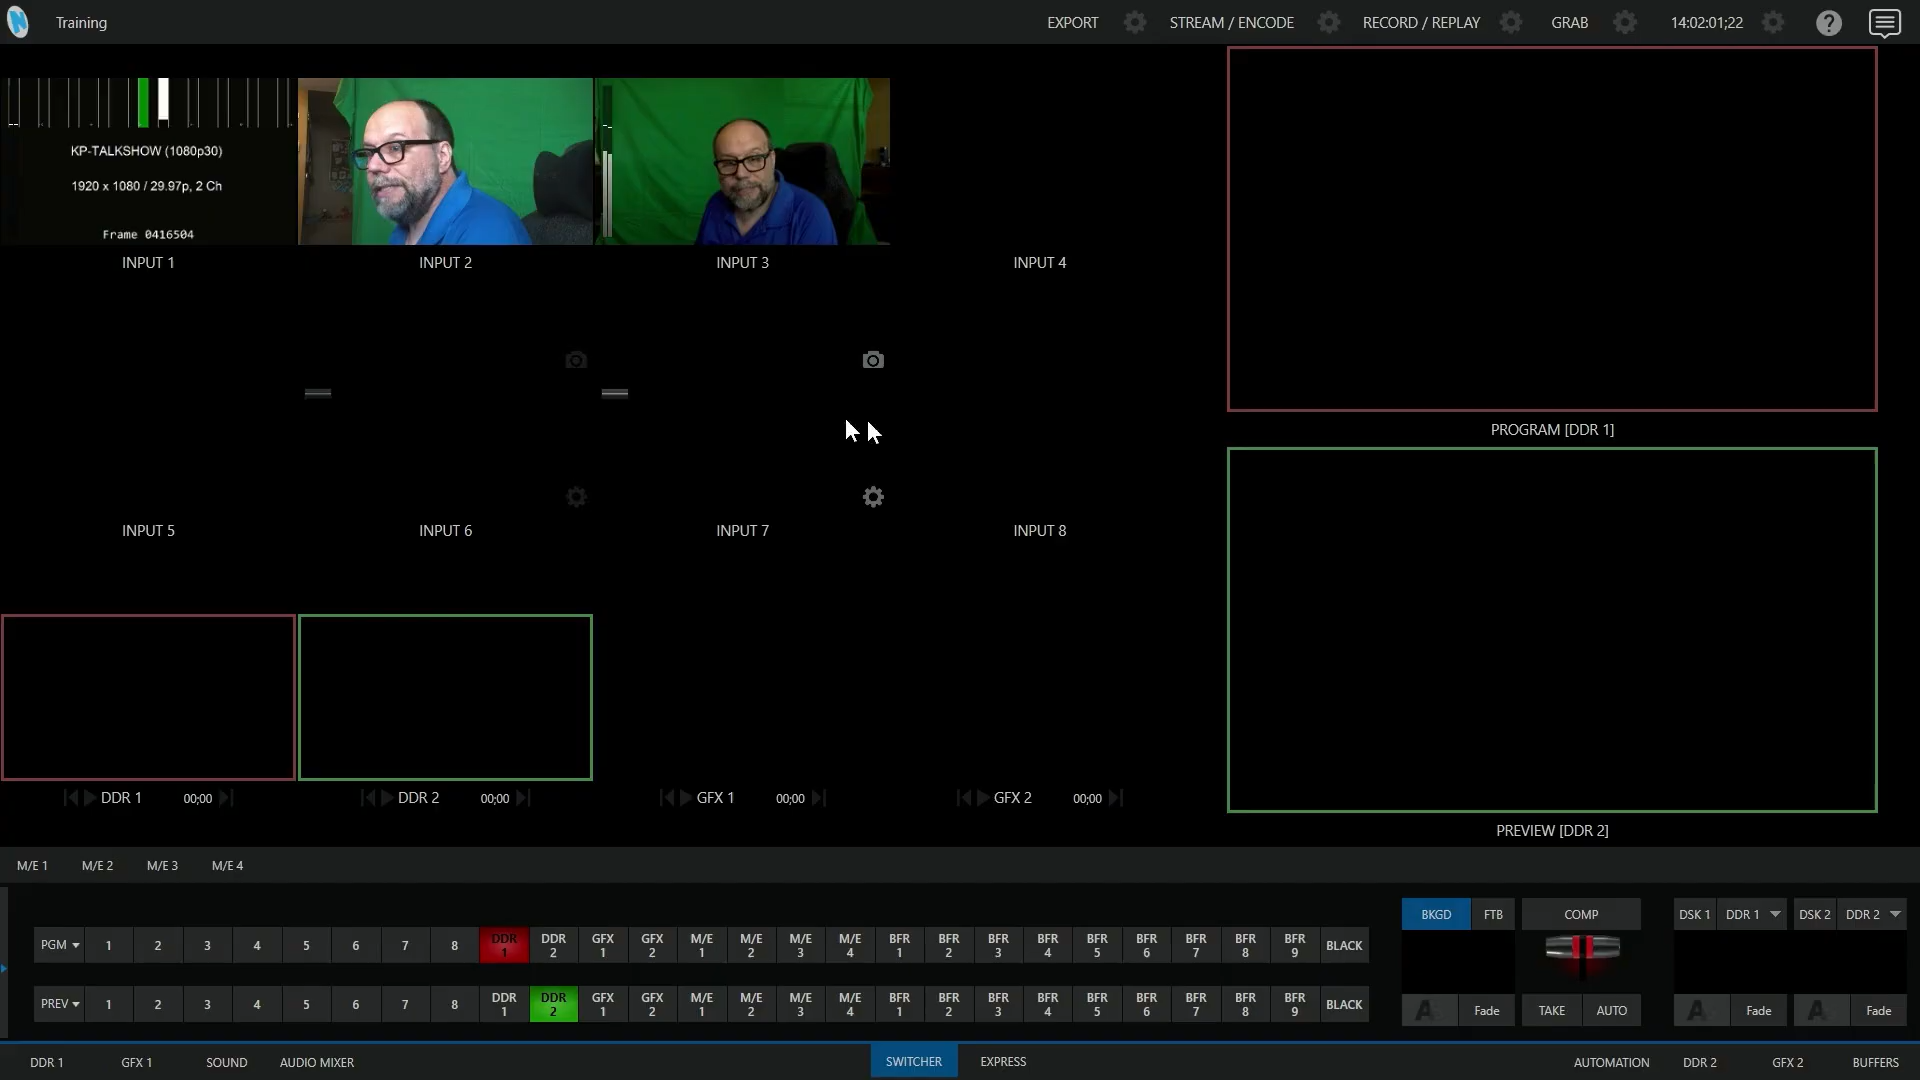 Training
EXPORT
STREAM / ENCODE
RECORD / REPLAY
GRAB
14:02:01;22
?
KP-TALKSHOW (1080p30)
1920 x 1080 / 29.97p, 2 Ch
Frame 0416504
INPUT 1
INPUT 2
INPUT 3
INPUT 4
PROGRAM [DDR 1]
INPUT 5
INPUT 6
INPUT 7
INPUT 8
DDR 1 00;00
DDR 2 00;00
GFX 1 00;00
GFX 2 00;00
PREVIEW [DDR 2]
M/E 1 M/E 2 M/E 3 M/E 4
PGM 1 2 3 4 5 6 7 8 DDR 1 DDR 2 GFX 1 GFX 2 M/E 1 M/E 2 M/E 3 M/E 4 BFR 1 BFR 2 BFR 3 BFR 4 BFR 5 BFR 6 BFR 7 BFR 8 BFR 9 BLACK
PREV 1 2 3 4 5 6 7 8 DDR 1 DDR 2 GFX 1 GFX 2 M/E 1 M/E 2 M/E 3 M/E 4 BFR 1 BFR 2 BFR 3 BFR 4 BFR 5 BFR 6 BFR 7 BFR 8 BFR 9 BLACK
BKGD FTB COMP DSK 1 DDR 1 DSK 2 DDR 2
A Fade TAKE AUTO A Fade A Fade
DDR 1 GFX 1 SOUND AUDIO MIXER SWITCHER EXPRESS AUTOMATION DDR 2 GFX 2 BUFFERS